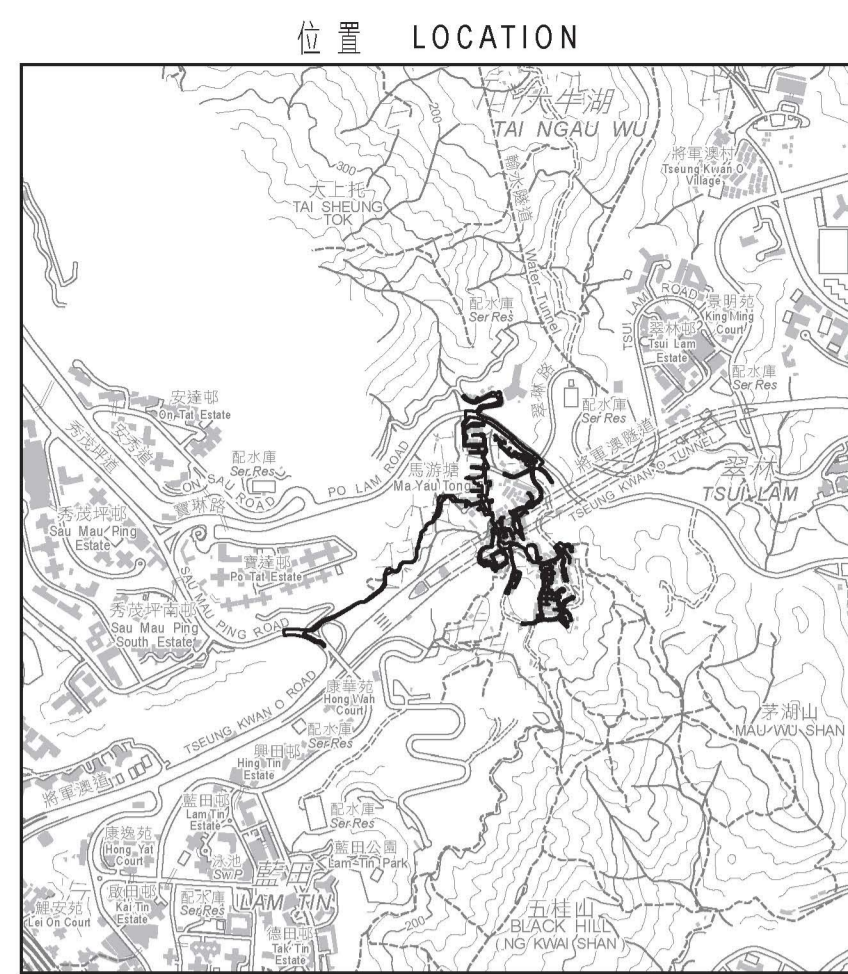 位置 LOCATION
大牛湖
TAI NGAU WU
200
300
大上托
TAI SHEUNG
TOK
輸水隧道
Water Tunnel
將軍澳村
Tseung Kwan O
Village
配水庫
Ser Res
TSUI LAM ROAD
景明苑
King Ming
Court
翠林邨
Tsui Lam
Estate
配水庫
Ser Res
安達邨
On Tat Estate
秀茂坪道
安秀道
配水庫
Ser Res
ON SAU ROAD
寶琳路
PO LAM ROAD
馬游塘
Ma Yau Tong
配水庫
Ser Res
將軍澳隧道
TSEUNG KWAN O TUNNEL
翠林
TSUI LAM
秀茂坪邨
Sau Mau Ping
Estate
寶達邨
Po Tat Estate
SAU MAU PING ROAD
秀茂坪南邨
Sau Mau Ping
South Estate
康華苑
Hong Wah
Court
TSEUNG KWAN O ROAD
將軍澳道
配水庫
Ser Res
興田邨
Hing Tin
Estate
茅湖山
MAU WU SHAN
藍田邨
Lam Tin
Estate
配水庫
Ser Res
康逸苑
Hong Yat
Court
泳池
Sw P
藍田公園
Lam Tin Park
藍田
LAM TIN
鯉安苑
Lei On Court
啟田邨
Kai Tin
Estate
配水庫
Ser Res
德田邨
Tak Tin
Estate
200
五桂山
BLACK HILL
(NG KWAI SHAN)